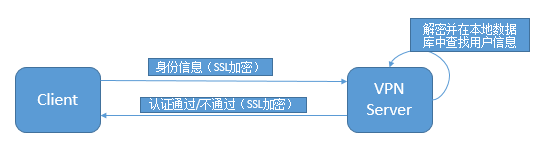 解密并在本地数据
库中查找用户信息
身份信息（SSL加密）
Client
VPN
Server
认证通过/不通过（SSL加密）